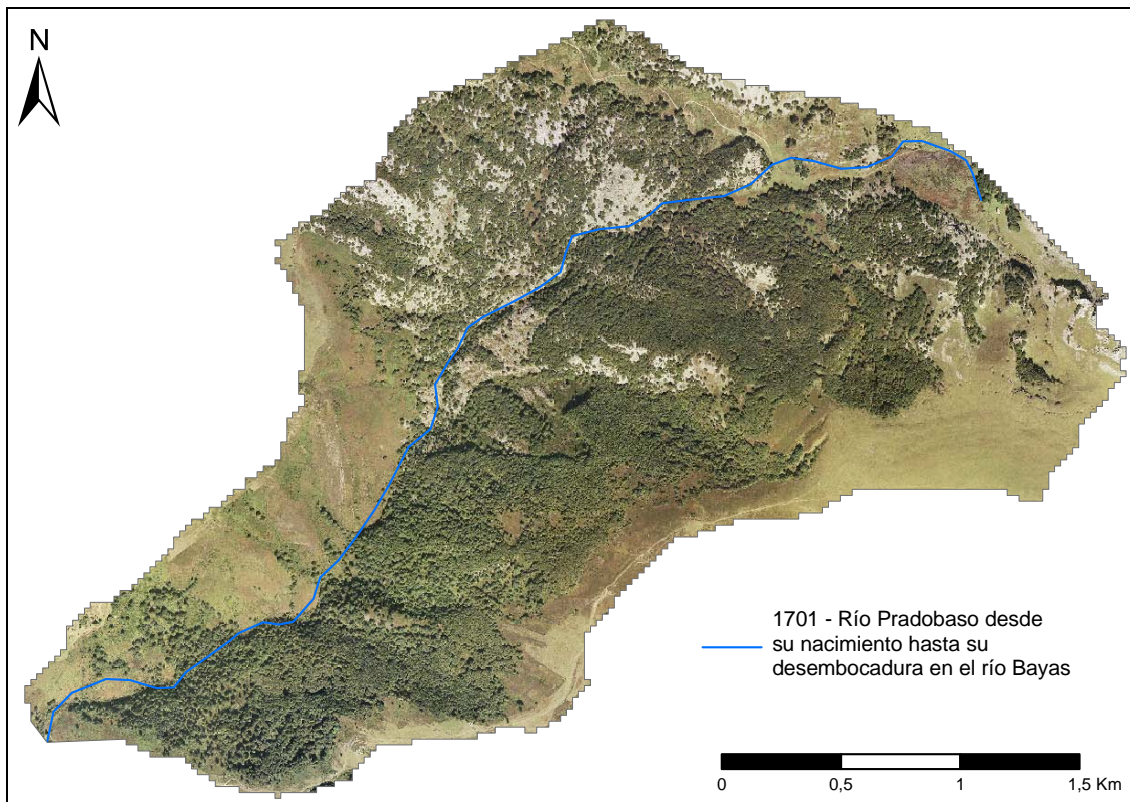 N
1701 - Río Pradobaso desde
su nacimiento hasta su
desembocadura en el río Bayas
0 0,5 1 1,5 Km